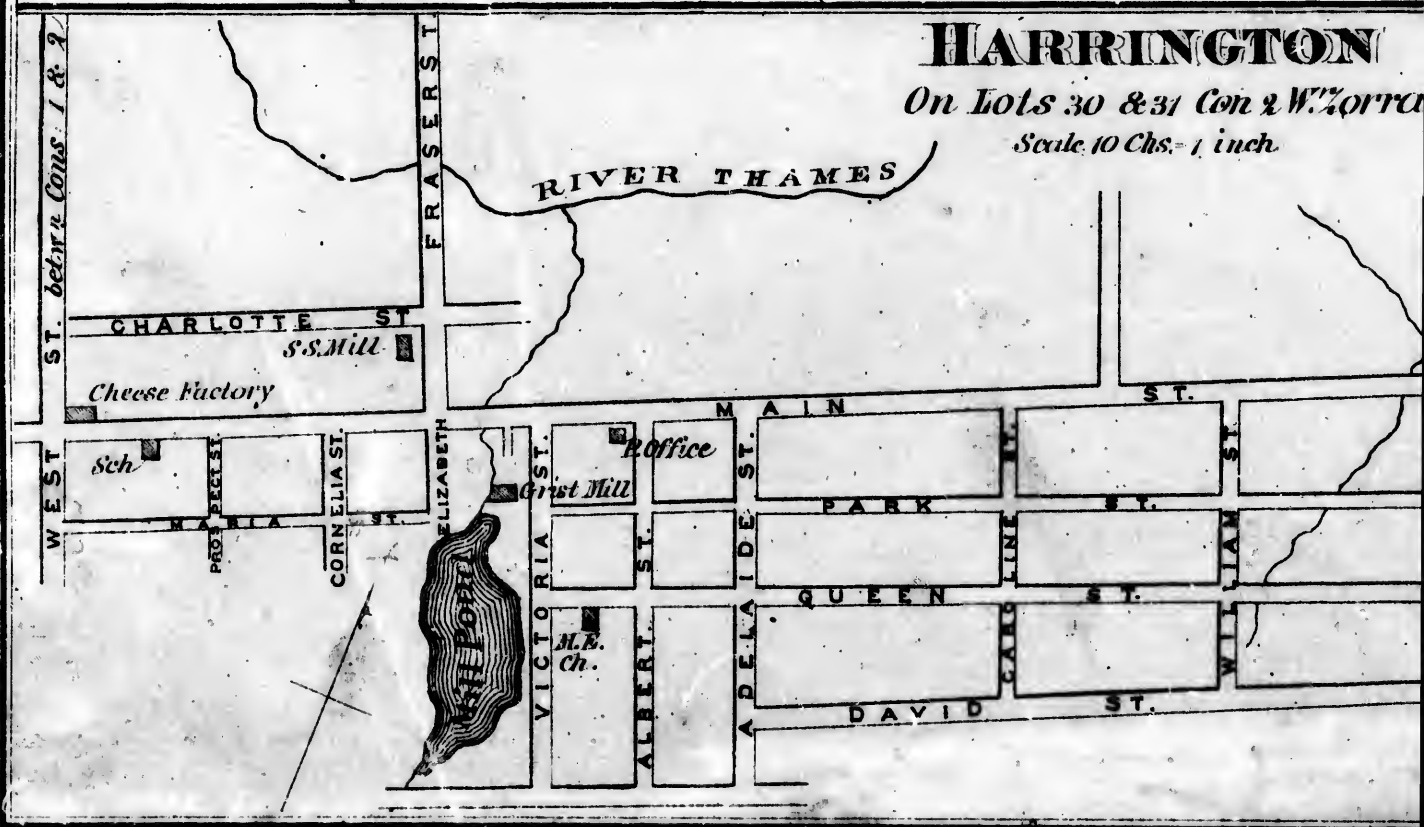 HARRINGTON
On Lots 30 & 31 Con 2 W. Zorra
Scale 10 Chs. = 1 inch
RIVER THAMES
FRASER ST.
WEST ST. betwn Cons. 1 & 2
CHARLOTTE ST
S.S. Mill
Cheese Factory
MAIN ST.
Sch
PROSPECT ST.
CORNELIA ST.
ELIZABETH
MARIA ST.
Grist Mill
Mill Pond
VICTORIA ST.
P. Office
ALBERT ST.
M.E. Ch.
ADELAIDE ST.
PARK ST.
QUEEN ST.
DAVID ST.
CAROLINE ST.
WILLIAM ST.